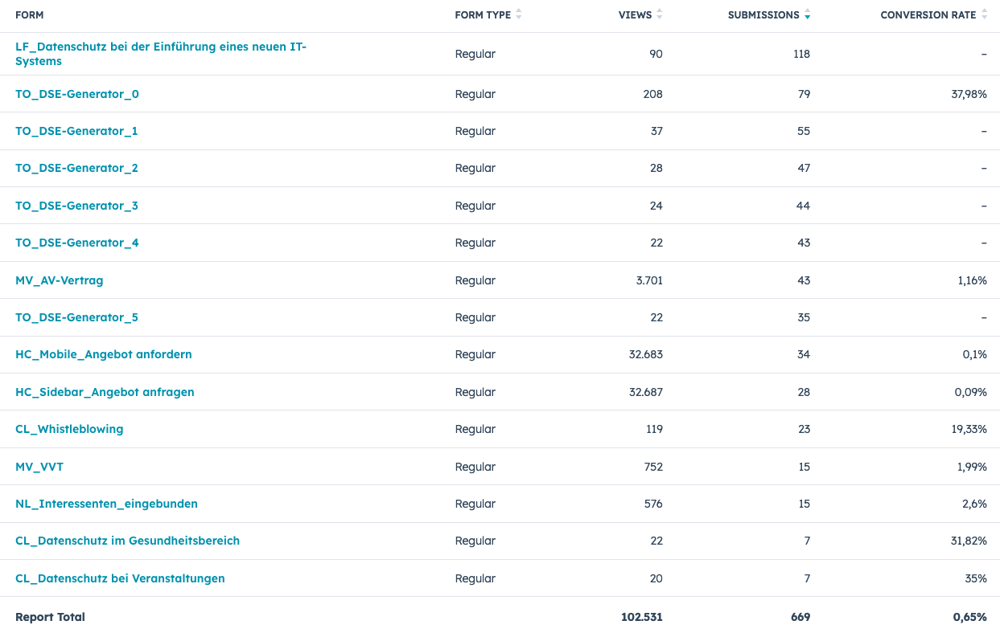 FORM FORM TYPE VIEWS SUBMISSIONS CONVERSION RATE
LF_Datenschutz bei der Einführung eines neuen IT-
Systems Regular 90 118 –
TO_DSE-Generator_0 Regular 208 79 37,98%
TO_DSE-Generator_1 Regular 37 55 –
TO_DSE-Generator_2 Regular 28 47 –
TO_DSE-Generator_3 Regular 24 44 –
TO_DSE-Generator_4 Regular 22 43 –
MV_AV-Vertrag Regular 3.701 43 1,16%
TO_DSE-Generator_5 Regular 22 35 –
HC_Mobile_Angebot anfordern Regular 32.683 34 0,1%
HC_Sidebar_Angebot anfragen Regular 32.687 28 0,09%
CL_Whistleblowing Regular 119 23 19,33%
MV_VVT Regular 752 15 1,99%
NL_Interessenten_eingebunden Regular 576 15 2,6%
CL_Datenschutz im Gesundheitsbereich Regular 22 7 31,82%
CL_Datenschutz bei Veranstaltungen Regular 20 7 35%
Report Total 102.531 669 0,65%